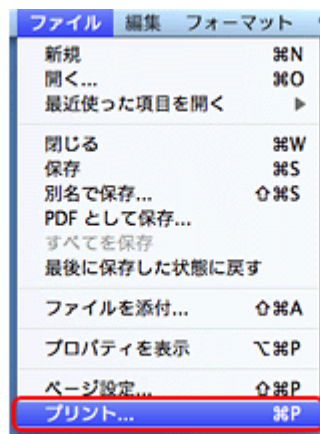 ファイル 編集 フォーマット
新規 ⌘N
開く... ⌘O
最近使った項目を開く ▶
閉じる ⌘W
保存 ⌘S
別名で保存... ⇧⌘S
PDF として保存...
すべてを保存
最後に保存した状態に戻す
ファイルを添付... ⇧⌘A
プロパティを表示 ⌥⌘P
ページ設定... ⇧⌘P
プリント... ⌘P